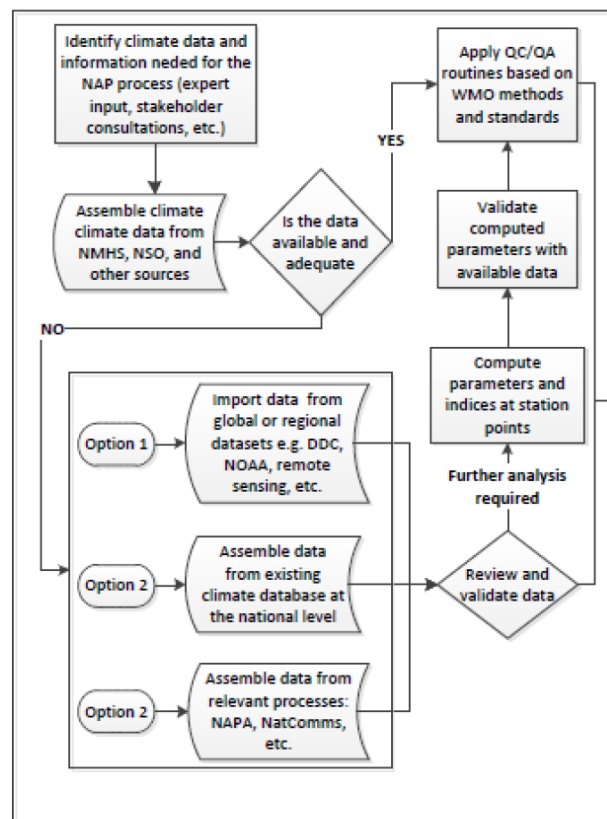 Identify climate data and
information neded for the
NAP process (expert
input, stakeholder
consultations, etc.)
Assemble climate
climate data from
NMHS, NSO, and
other sources
Is the data
available and
adequate
YES
Apply QC/QA
routines based on
WMO methods
and standards
Validate
computed
parameters with
available data
Compute
parameters and
indices at station
points
Further analysis
required
NO
Option 1
Import data from
global or regional
datasets e.g. DDC,
NOAA, remote
sensing, etc.
Option 2
Assemble data
from existing
climate database at
the national level
Review and
validate data
Option 2
Assemble data from
relevant processes:
NAPA, NatComms,
etc.